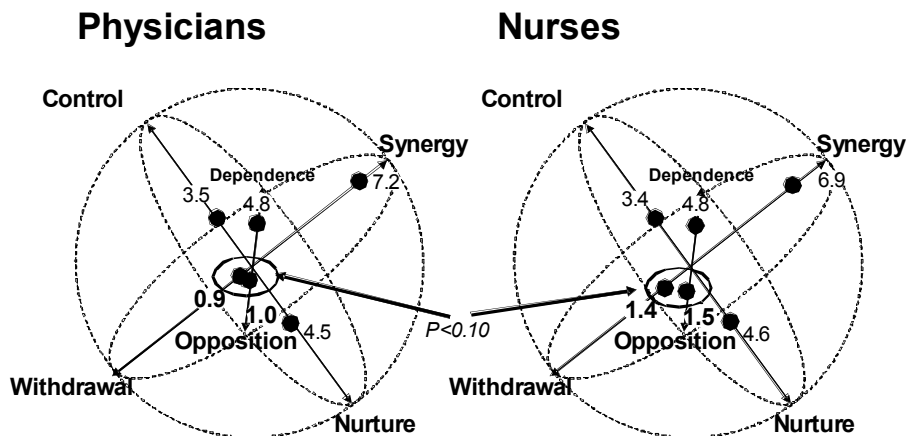 Physicians
Nurses
Control
Synergy
Dependence
7.2
3.5
4.8
0.9
1.0
4.5
Opposition
Withdrawal
Nurture
P<0.10
Control
Synergy
Dependence
6.9
3.4
4.8
1.4
1.5
4.6
Opposition
Withdrawal
Nurture